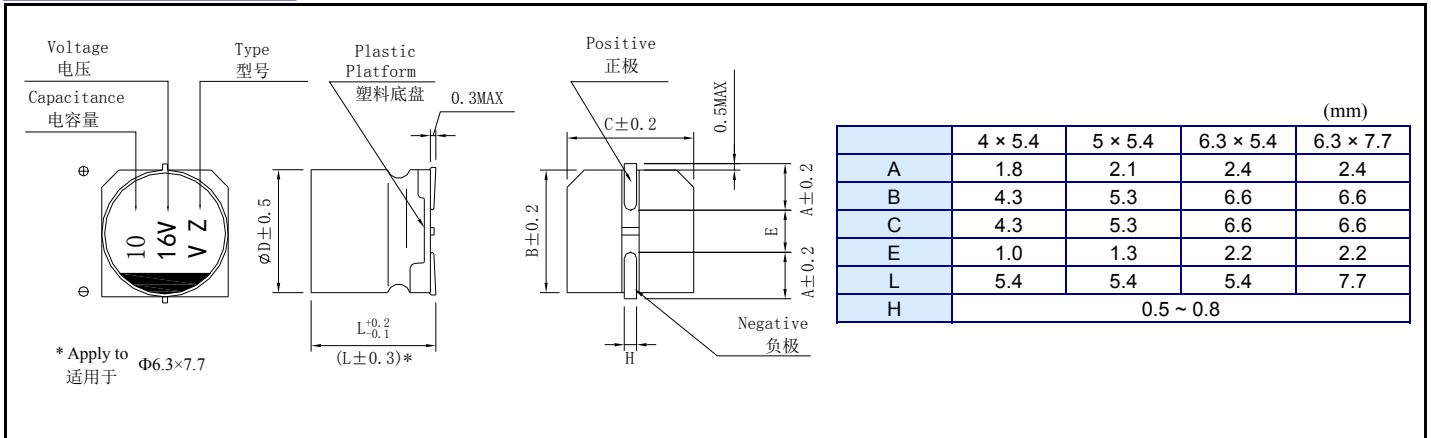 Voltage
电压
Type
型号
Capacitance
电容量
⊕
10
16V
V Z
⊖
* Apply to
适用于
Φ6.3×7.7
Plastic
Platform
塑料底盘
0.3MAX
ϕD±0.5
L+0.2
-0.1
(L±0.3)*
Positive
正极
0.5MAX
C±0.2
B±0.2
A±0.2
E
A±0.2
H
Negative
负极
(mm)
4 × 5.4 5 × 5.4 6.3 × 5.4 6.3 × 7.7
A 1.8 2.1 2.4 2.4
B 4.3 5.3 6.6 6.6
C 4.3 5.3 6.6 6.6
E 1.0 1.3 2.2 2.2
L 5.4 5.4 5.4 7.7
H 0.5 ~ 0.8